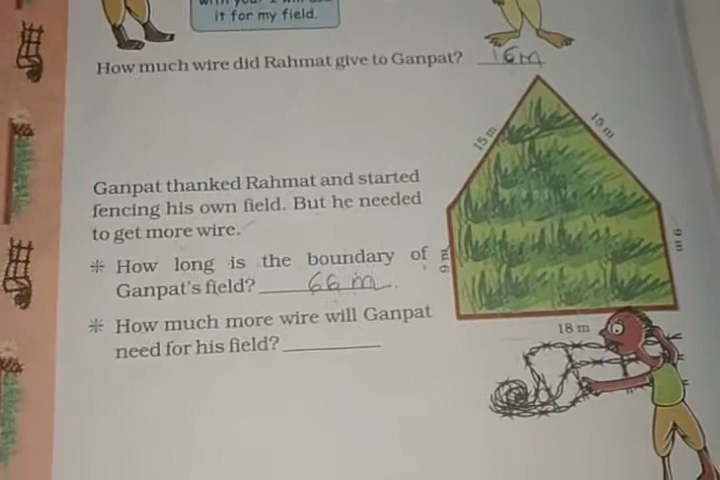 it for my field.
How much wire did Rahmat give to Ganpat? 16m
15 m
15 m
Ganpat thanked Rahmat and started
fencing his own field. But he needed
to get more wire.
9 m
9 m
* How long is the boundary of
Ganpat's field? 66 m.
* How much more wire will Ganpat
need for his field?
18 m